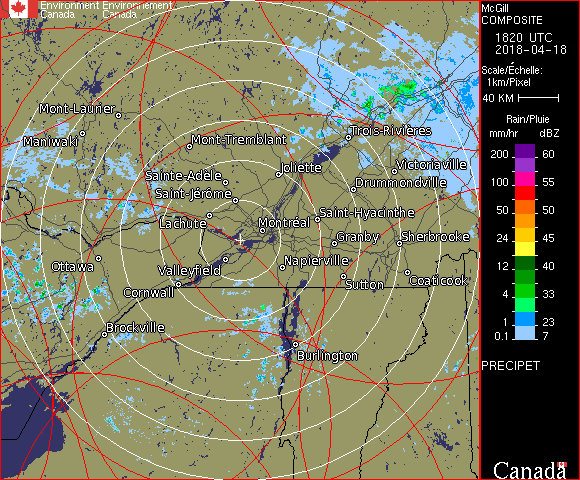 Environment Environnement
Canada Canada
McGill
COMPOSITE
1820 UTC
2018-04-18
Scale/Échelle:
1km/Pixel
40 KM
Rain/Pluie
mm/hr dBZ
200 60
100 55
50 50
24 45
12 40
4 33
1 23
0.1 7
PRECIPET
Canada
Mont-Laurier
Maniwaki
Mont-Tremblant
Trois-Rivières
Joliette
Victoriaville
Sainte-Adèle
Drummondville
Saint-Jérôme
Lachute
Montréal
Saint-Hyacinthe
Granby
Sherbrooke
Ottawa
Valleyfield
Napierville
Cornwall
Sutton
Coaticook
Brockville
Burlington